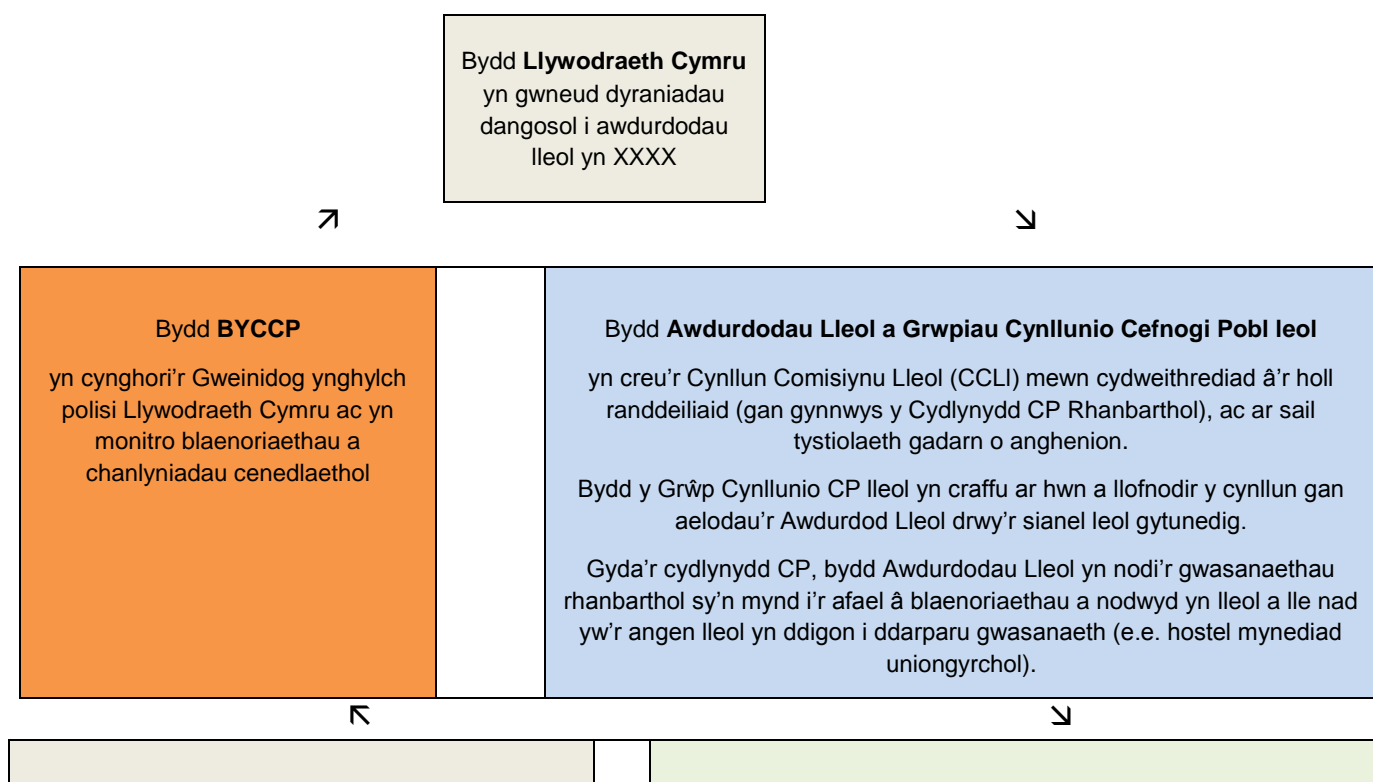 Bydd Llywodraeth Cymru
yn gwneud dyraniadau
dangosol i awdurdodau
lleol yn XXXX
Bydd BYCCP
yn cynghori'r Gweinidog ynghylch
polisi Llywodraeth Cymru ac yn
monitro blaenoriaethau a
chanlyniadau cenedlaethol
Bydd Awdurdodau Lleol a Grwpiau Cynllunio Cefnogi Pobl leol
yn creu'r Cynllun Comisiynu Lleol (CCLl) mewn cydweithrediad â'r holl
randdeiliaid (gan gynnwys y Cydlynydd CP Rhanbarthol), ac ar sail
tystiolaeth gadarn o anghenion.
Bydd y Grŵp Cynllunio CP lleol yn craffu ar hwn a llofnodir y cynllun gan
aelodau'r Awdurdod Lleol drwy'r sianel leol gytunedig.
Gyda'r cydlynydd CP, bydd Awdurdodau Lleol yn nodi'r gwasanaethau
rhanbarthol sy'n mynd i'r afael â blaenoriaethau a nodwyd yn lleol a lle nad
yw'r angen lleol yn ddigon i ddarparu gwasanaeth (e.e. hostel mynediad
uniongyrchol).